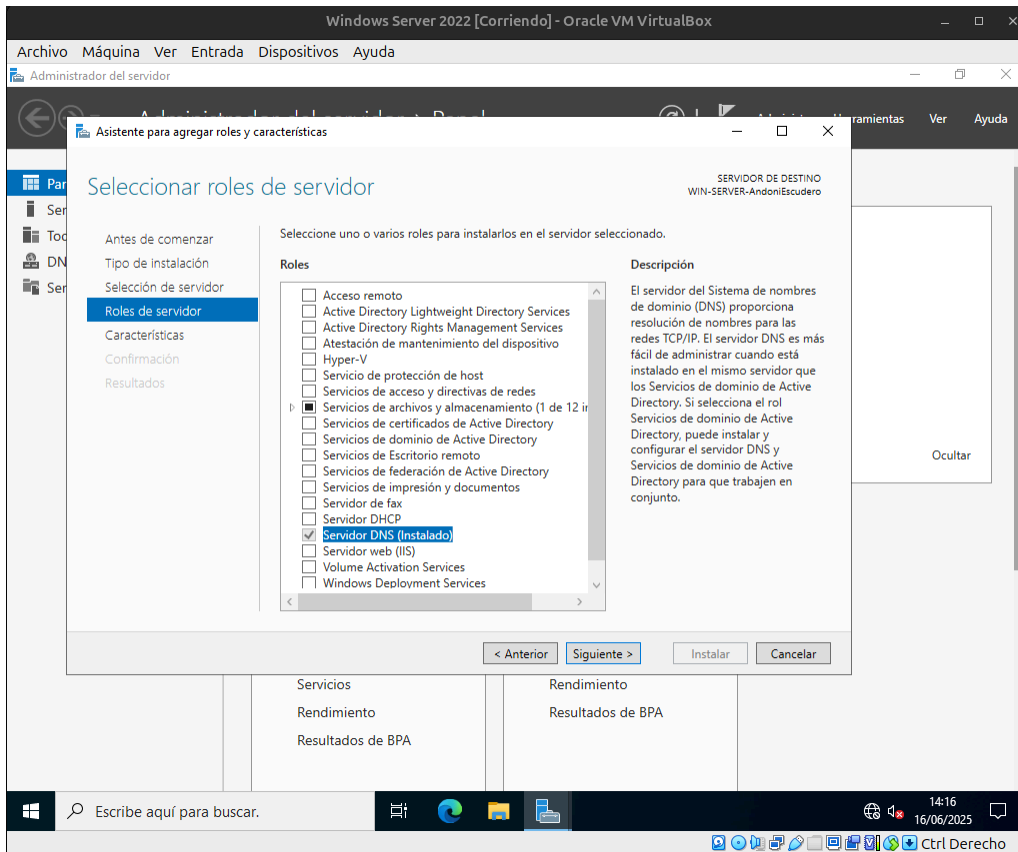 Windows Server 2022 [Corriendo] - Oracle VM VirtualBox
Archivo Máquina Ver Entrada Dispositivos Ayuda
Administrador del servidor
Ver Ayuda
Asistente para agregar roles y características
Seleccionar roles de servidor
SERVIDOR DE DESTINO
WIN-SERVER-AndoniEscudero
Antes de comenzar
Tipo de instalación
Selección de servidor
Roles de servidor
Características
Confirmación
Resultados
Seleccione uno o varios roles para instalarlos en el servidor seleccionado.
Roles
Acceso remoto
Active Directory Lightweight Directory Services
Active Directory Rights Management Services
Atestación de mantenimiento del dispositivo
Hyper-V
Servicio de protección de host
Servicios de acceso y directivas de redes
Servicios de archivos y almacenamiento (1 de 12 in
Servicios de certificados de Active Directory
Servicios de dominio de Active Directory
Servicios de Escritorio remoto
Servicios de federación de Active Directory
Servicios de impresión y documentos
Servidor de fax
Servidor DHCP
Servidor DNS (Instalado)
Servidor web (IIS)
Volume Activation Services
Windows Deployment Services
Descripción
El servidor del Sistema de nombres
de dominio (DNS) proporciona
resolución de nombres para las
redes TCP/IP. El servidor DNS es más
fácil de administrar cuando está
instalado en el mismo servidor que
los Servicios de dominio de Active
Directory. Si selecciona el rol
Servicios de dominio de Active
Directory, puede instalar y
configurar el servidor DNS y
Servicios de dominio de Active
Directory para que trabajen en
conjunto.
< Anterior
Siguiente >
Instalar
Cancelar
Par
Ser
Toc
DN
Ser
Ocultar
Servicios
Rendimiento
Resultados de BPA
Rendimiento
Resultados de BPA
Escribe aquí para buscar.
14:16
16/06/2025
Ctrl Derecho